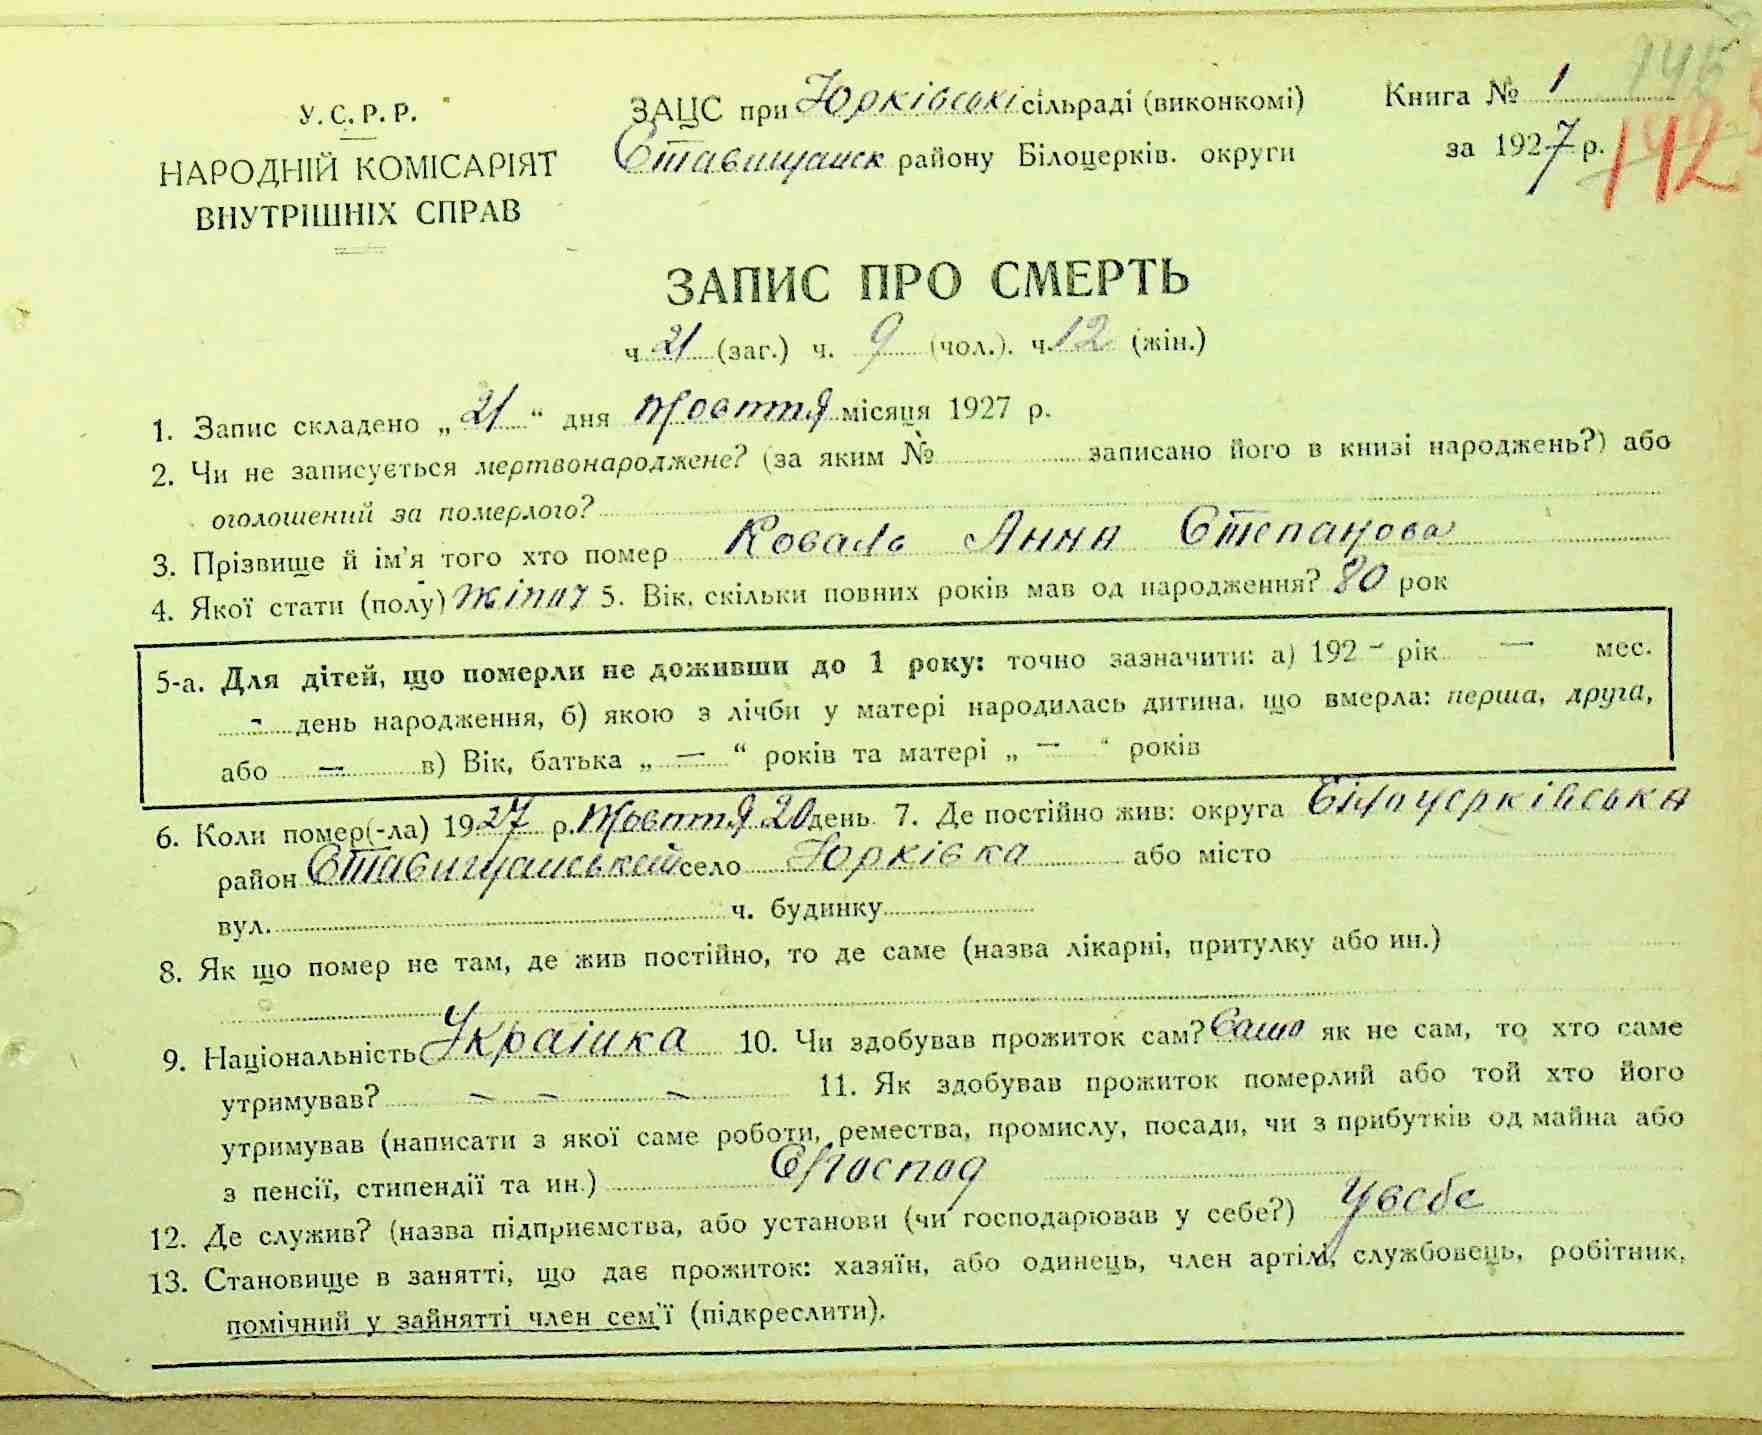 145
142
У.С.Р.Р.
НАРОДНІЙ КОМІСАРІЯТ
ВНУТРІШНІХ СПРАВ
ЗАЦС при Юрківські сільраді (виконкомі)
Ставищанск району Білоцерків. округи
Книга № 1
за 1927 р.
ЗАПИС ПРО СМЕРТЬ
ч 21 (заг.) ч. 9 (чол.). ч. 12 (жін.)
1. Запис складено „21“ дня жовтня місяця 1927 р.
2. Чи не записується мертвонароджене? (за яким № записано його в книзі народжень?) або
оголошений за померлого?
3. Прізвище й ім'я того хто помер Коваль Анна Степанова
4. Якої стати (полу) 5. Вік, скільки повних років мав од народження? 80 рок
5-а. Для дітей, що померли не доживши до 1 року: точно зазначити: а) 192 - рік — мес.
- день народження, б) якою з лічби у матері народилась дитина, що вмерла: перша, друга,
або — в) Вік, батька „ — “ років та матері „ — “ років
6. Коли помер(-ла) 1927 р. жовтня 20 день 7. Де постійно жив: округа Білоцерківська
район Ставищанський село Юрківка або місто
вул. ч. будинку
8. Як що помер не там, де жив постійно, то де саме (назва лікарні, притулку або ин.)
9. Національність Украінка 10. Чи здобував прожиток сам? Сама як не сам, то хто саме
утримував? — — — 11. Як здобував прожиток померлий або той хто його
утримував (написати з якої саме роботи, ремества, промислу, посади, чи з прибутків од майна або
з пенсії, стипендії та ин.)
12. Де служив? (назва підприємства, або установи (чи господарював у себе?) У себе
13. Становище в занятті, що дає прожиток: хазяїн, або одинець, член артілі, службовець, робітник,
помічний у зайнятті член сем'ї (підкреслити).